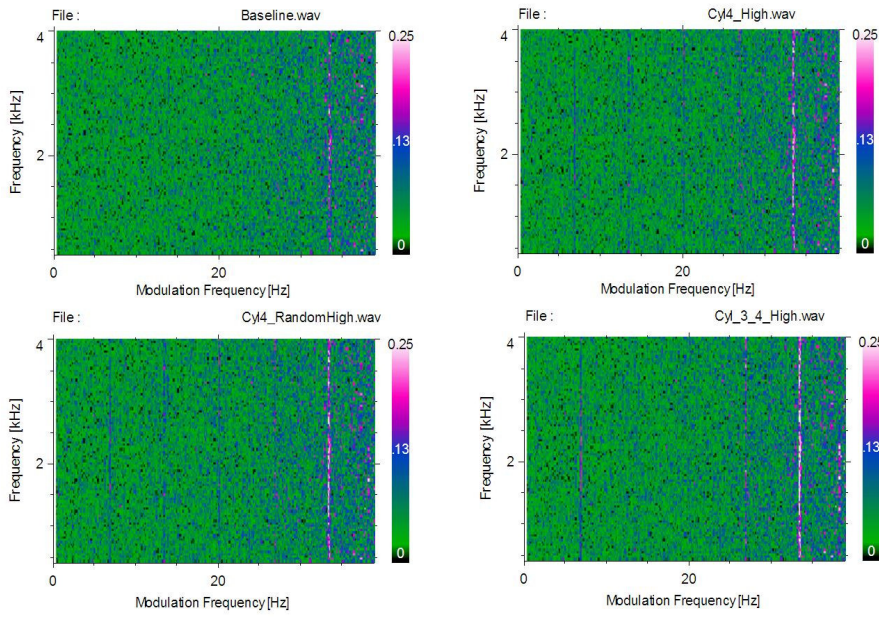 File : Baseline.wav
4
2
Frequency [kHz]
0 20
Modulation Frequency[Hz]
0.25
.13
0
File : Cyl4_High.wav
4
2
Frequency [kHz]
0 20
Modulation Frequency[Hz]
0.25
.13
0
File : Cyl4_RandomHigh.wav
4
2
Frequency [kHz]
0 20
Modulation Frequency[Hz]
0.25
.13
0
File : Cyl_3_4_High.wav
4
2
Frequency [kHz]
0 20
Modulation Frequency[Hz]
0.25
.13
0